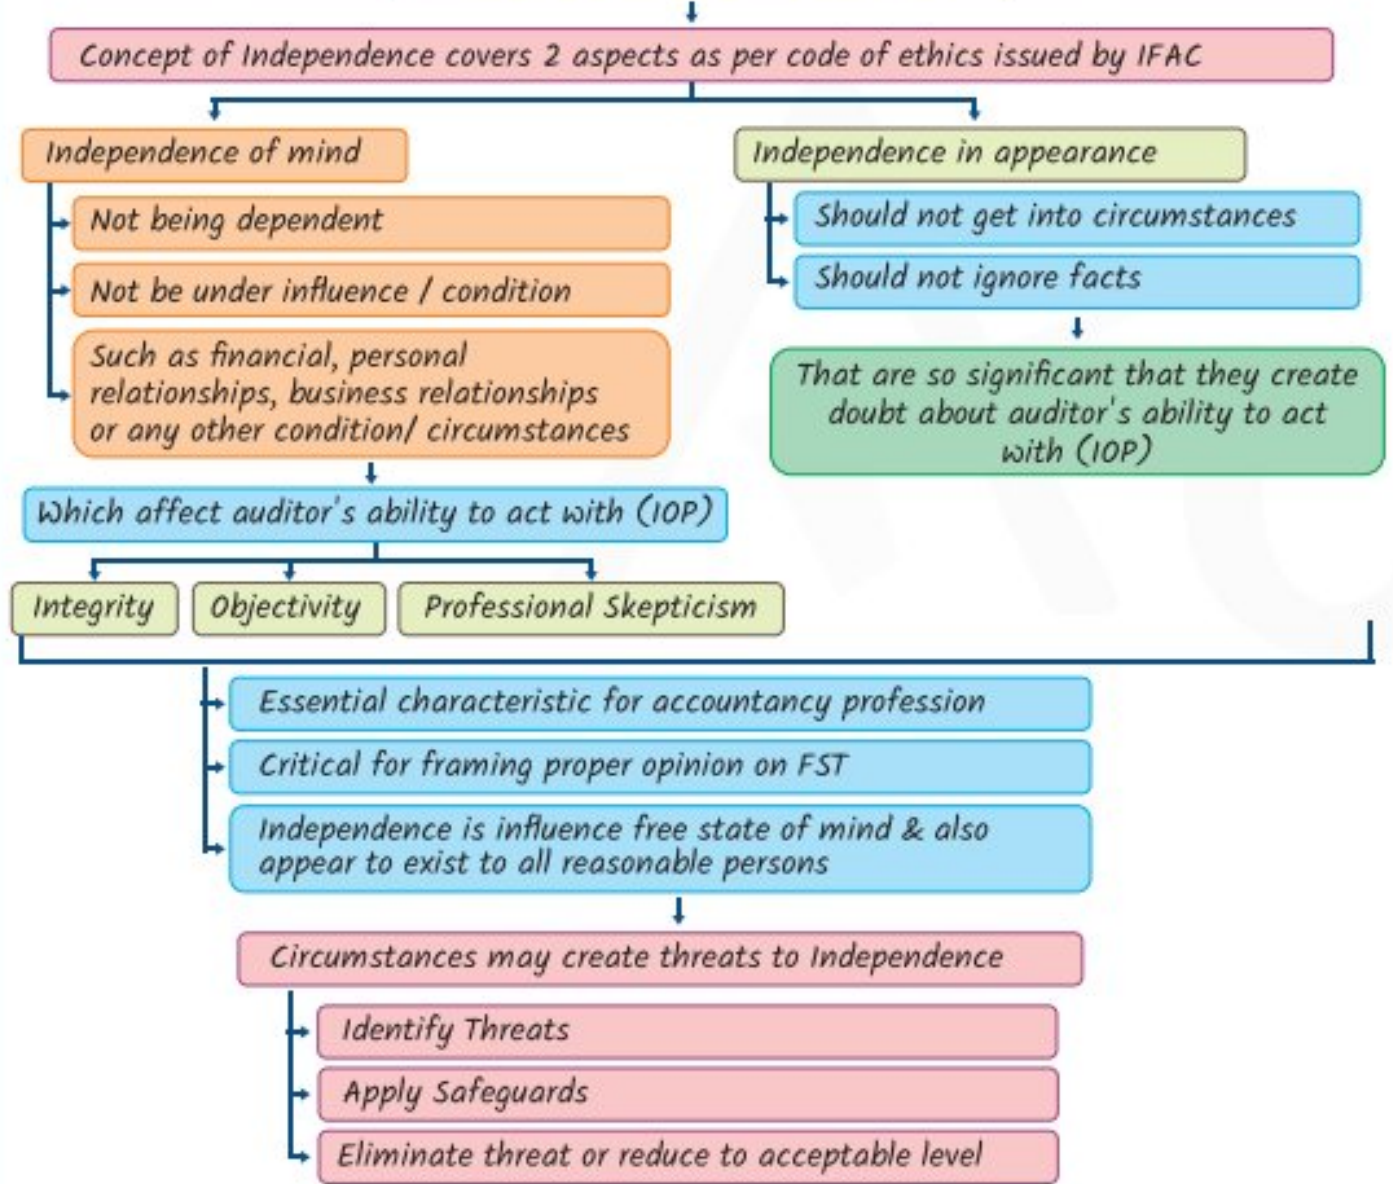 Concept of Independence covers 2 aspects as per code of ethics issued by IFAC
Independence of mind
Not being dependent
Not be under influence / condition
Such as financial, personal
relationships, business relationships
or any other condition/ circumstances
Which affect auditor's ability to act with (IOP)
Integrity
Objectivity
Professional Skepticism
Independence in appearance
Should not get into circumstances
Should not ignore facts
That are so significant that they create
doubt about auditor's ability to act
with (IOP)
Essential characteristic for accountancy profession
Critical for framing proper opinion on FST
Independence is influence free state of mind & also
appear to exist to all reasonable persons
Circumstances may create threats to Independence
Identify Threats
Apply Safeguards
Eliminate threat or reduce to acceptable level